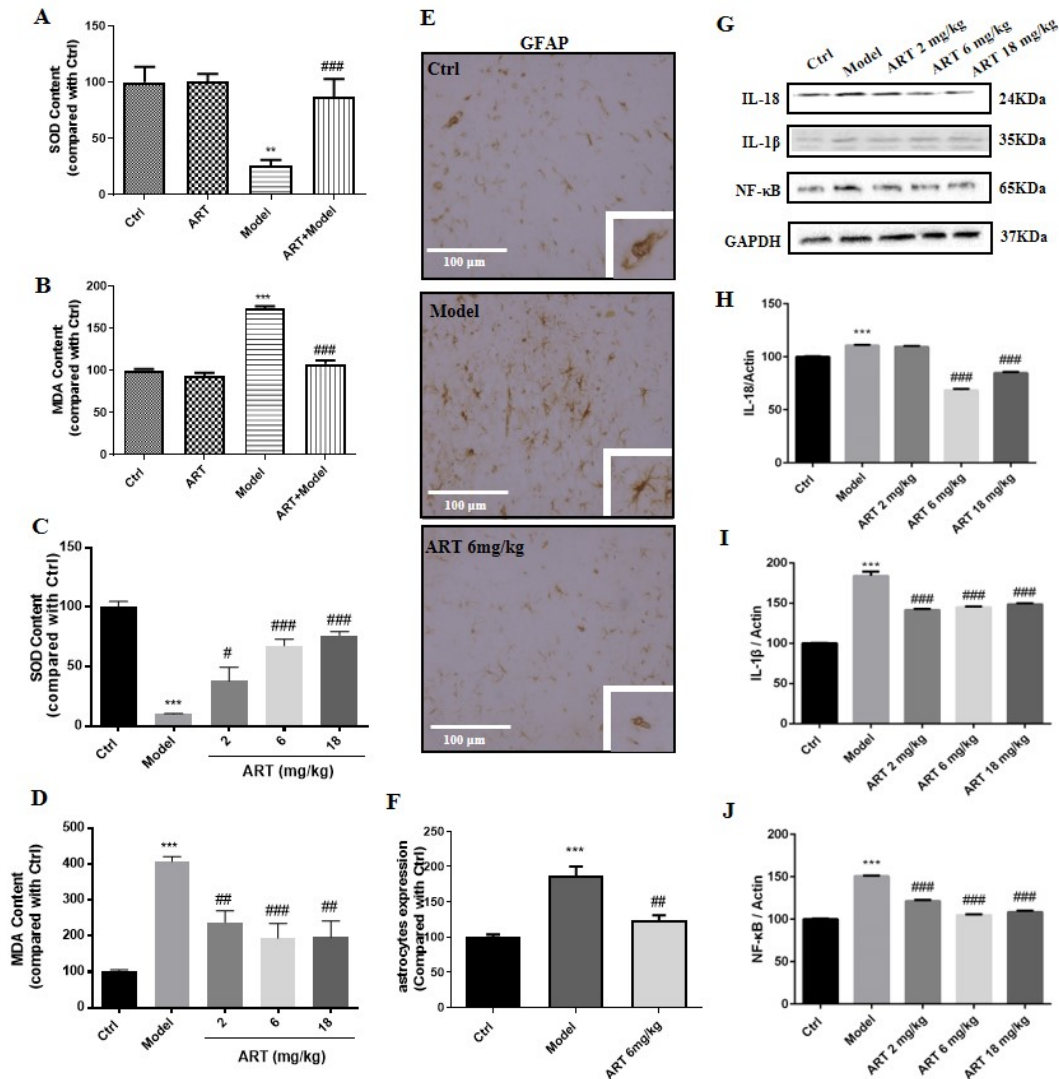 A
SOD Content
(compared with Ctrl)
150
100
50
0
**
###
Ctrl
ART
Model
ART+Model
B
MDA Content
(compared with Ctrl)
200
150
100
50
0
***
###
Ctrl
ART
Model
ART+Model
C
SOD Content
(compared with Ctrl)
150
100
50
0
***
#
###
###
Ctrl
Model
2
6
18
ART (mg/kg)
D
MDA Content
(compared with Ctrl)
500
400
300
200
100
0
***
##
###
##
Ctrl
Model
2
6
18
ART (mg/kg)
E
GFAP
Ctrl
100 μm
Model
100 μm
ART 6mg/kg
100 μm
F
astrocytes expression
(Compared with Ctrl)
250
200
150
100
50
0
***
##
Ctrl
Model
ART 6mg/kg
G
Ctrl
Model
ART 2 mg/kg
ART 6 mg/kg
ART 18 mg/kg
IL-18
24KDa
IL-1β
35KDa
NF-κB
65KDa
GAPDH
37KDa
H
IL-18/Actin
150
100
50
0
***
###
###
Ctrl
Model
ART 2 mg/kg
ART 6 mg/kg
ART 18 mg/kg
I
IL-1β / Actin
200
150
100
50
0
***
###
###
###
Ctrl
Model
ART 2 mg/kg
ART 6 mg/kg
ART 18 mg/kg
J
NF-κB / Actin
200
150
100
50
0
***
###
###
###
Ctrl
Model
ART 2 mg/kg
ART 6 mg/kg
ART 18 mg/kg